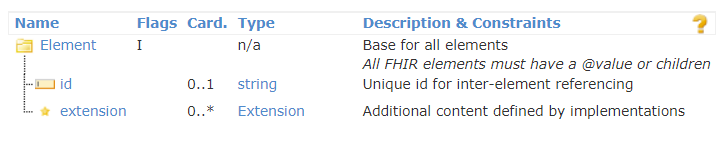 Name Flags Card. Type Description & Constraints ?
Element I n/a Base for all elements
All FHIR elements must have a @value or children
id 0..1 string Unique id for inter-element referencing
extension 0..* Extension Additional content defined by implementations